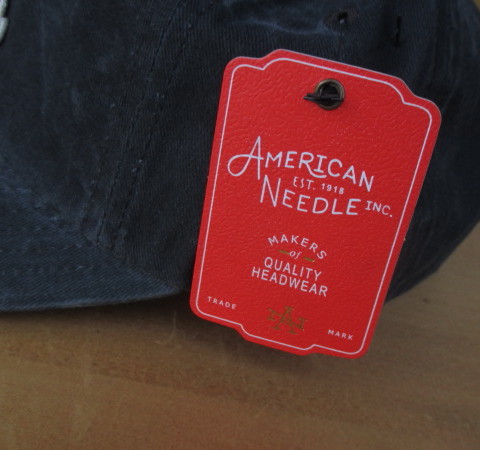 AMERICAN
EST. 1918
NEEDLE INC.
MAKERS
of
QUALITY
HEADWEAR
TRADE MARK